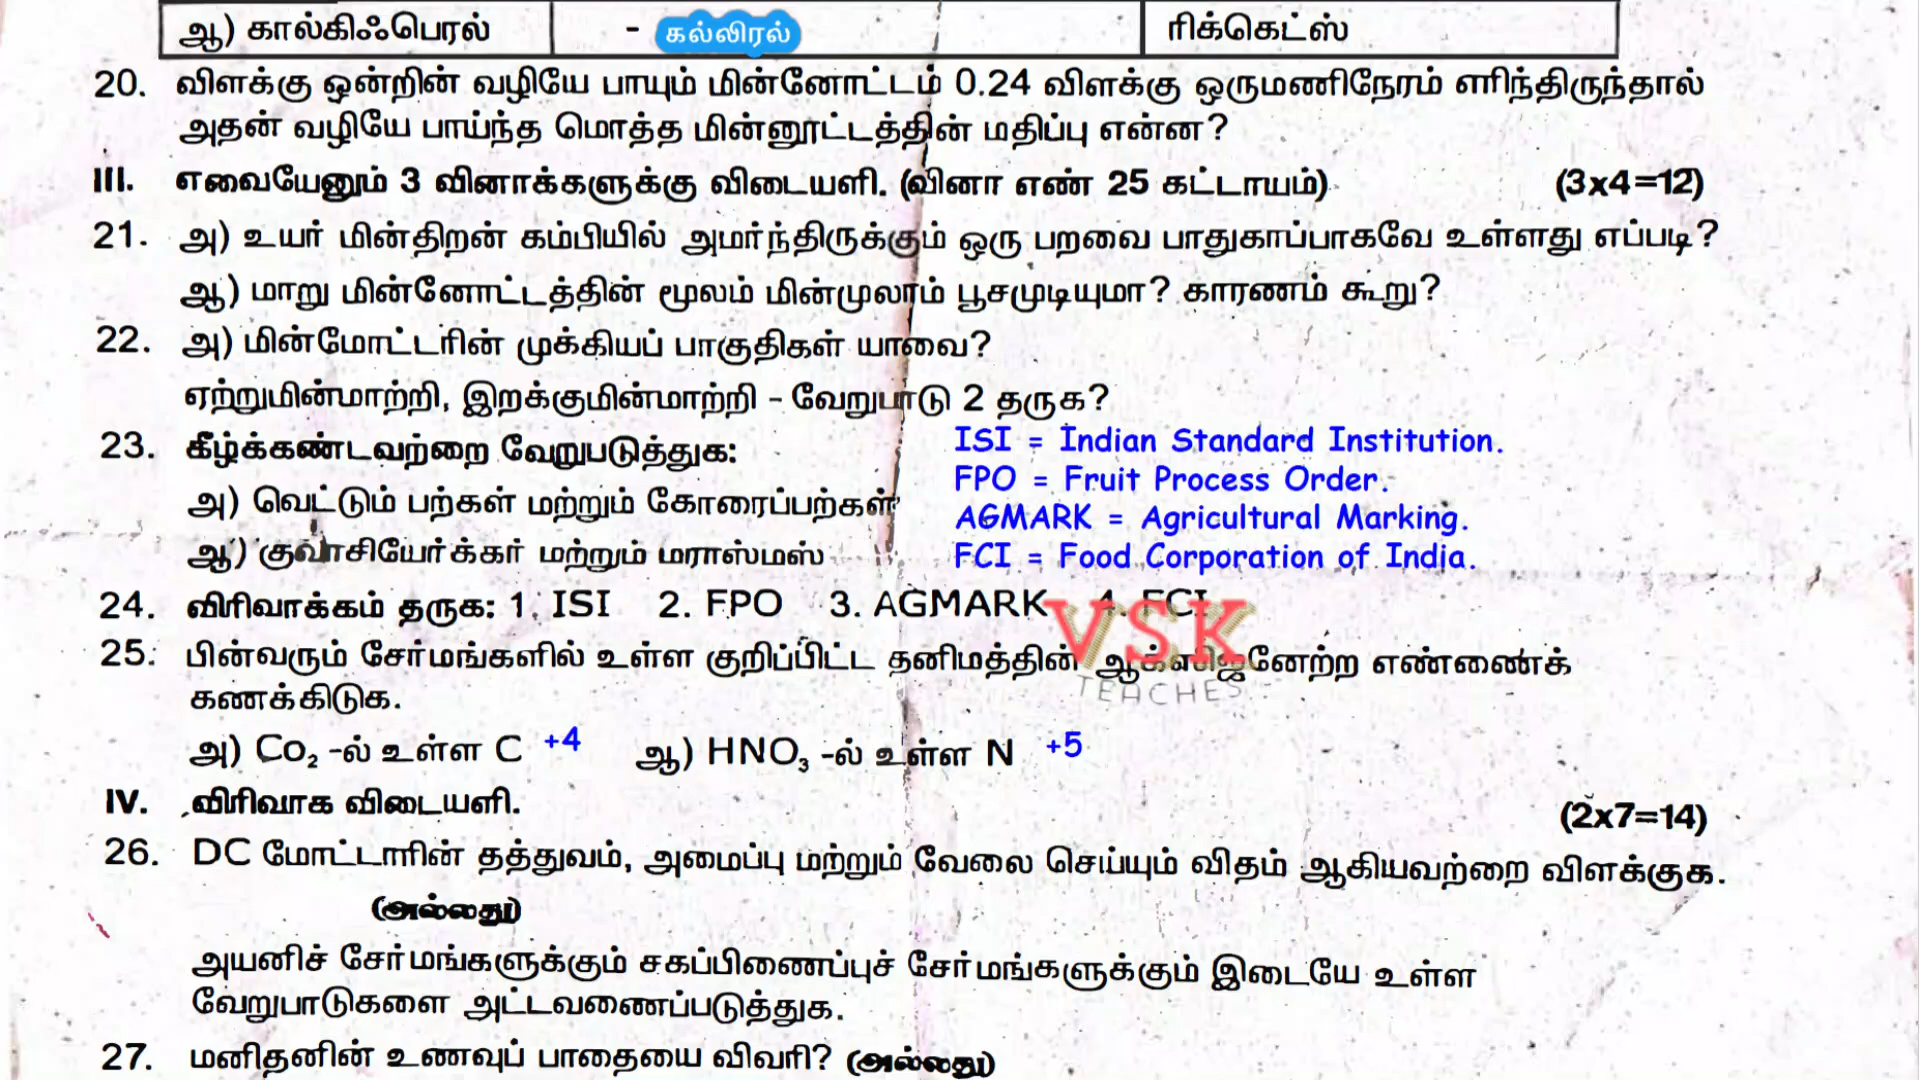 ஆ) கால்கிஃபெரல் - கல்லிரல் ரிக்கெட்ஸ்
20. விளக்கு ஒன்றின் வழியே பாயும் மின்னோட்டம் 0.24 விளக்கு ஒருமணிநேரம் எரிந்திருந்தால்
அதன் வழியே பாய்ந்த மொத்த மின்னூட்டத்தின் மதிப்பு என்ன?
III. எவையேனும் 3 வினாக்களுக்கு விடையளி. (வினா எண் 25 கட்டாயம்) (3x4=12)
21. அ) உயர் மின்திறன் கம்பியில் அமர்ந்திருக்கும் ஒரு பறவை பாதுகாப்பாகவே உள்ளது எப்படி?
ஆ) மாறு மின்னோட்டத்தின் மூலம் மின்முலாம் பூசமுடியுமா? காரணம் கூறு?
22. அ) மின்மோட்டரின் முக்கியப் பாகுதிகள் யாவை?
ஏற்றுமின்மாற்றி, இறக்குமின்மாற்றி - வேறுபாடு 2 தருக?
23. கீழ்க்கண்டவற்றை வேறுபடுத்துக:
ISI = Indian Standard Institution.
FPO = Fruit Process Order.
அ) வெட்டும் பற்கள் மற்றும் கோரைப்பற்கள்
AGMARK = Agricultural Marking.
ஆ) குவாசியோர்க்கர் மற்றும் மராஸ்மஸ்
FCI = Food Corporation of India.
24. விரிவாக்கம் தருக: 1. ISI 2. FPO 3. AGMARK 4. FCI
VSK
TEACHES
25. பின்வரும் சேர்மங்களில் உள்ள குறிப்பிட்ட தனிமத்தின் ஆக்ஸிஜனேற்ற எண்ணைக்
கணக்கிடுக.
அ) Co₂ -ல் உள்ள C +4 ஆ) HNO₃ -ல் உள்ள N +5
IV. விரிவாக விடையளி. (2x7=14)
26. DC மோட்டாரின் தத்துவம், அமைப்பு மற்றும் வேலை செய்யும் விதம் ஆகியவற்றை விளக்குக.
(அல்லது)
அயனிச் சேர்மங்களுக்கும் சகப்பிணைப்புச் சேர்மங்களுக்கும் இடையே உள்ள
வேறுபாடுகளை அட்டவணைப்படுத்துக.
27. மனிதனின் உணவுப் பாதையை விவரி? (அல்லது)